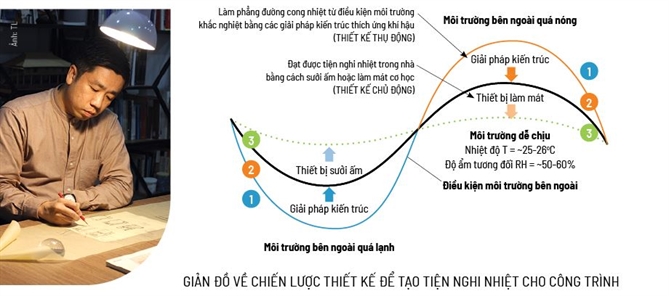 Ảnh: TL
Làm phẳng đường cong nhiệt từ điều kiện môi trường
khắc nghiệt bằng các giải pháp kiến trúc thích ứng khí hậu
(THIẾT KẾ THỤ ĐỘNG)
Môi trường bên ngoài quá nóng
Giải pháp kiến trúc
Đạt được tiện nghi nhiệt trong nhà
bằng cách sưởi ấm hoặc làm mát cơ học
(THIẾT KẾ CHỦ ĐỘNG)
1
Thiết bị làm mát
2
3
Môi trường dễ chịu
Nhiệt độ T = ~25-26ºC
Độ ẩm tương đối RH = ~50-60%
3
2
1
Thiết bị sưởi ấm
Giải pháp kiến trúc
Điều kiện môi trường bên ngoài
Môi trường bên ngoài quá lạnh
GIẢN ĐỒ VỀ CHIẾN LƯỢC THIẾT KẾ ĐỂ TẠO TIỆN NGHI NHIỆT CHO CÔNG TRÌNH